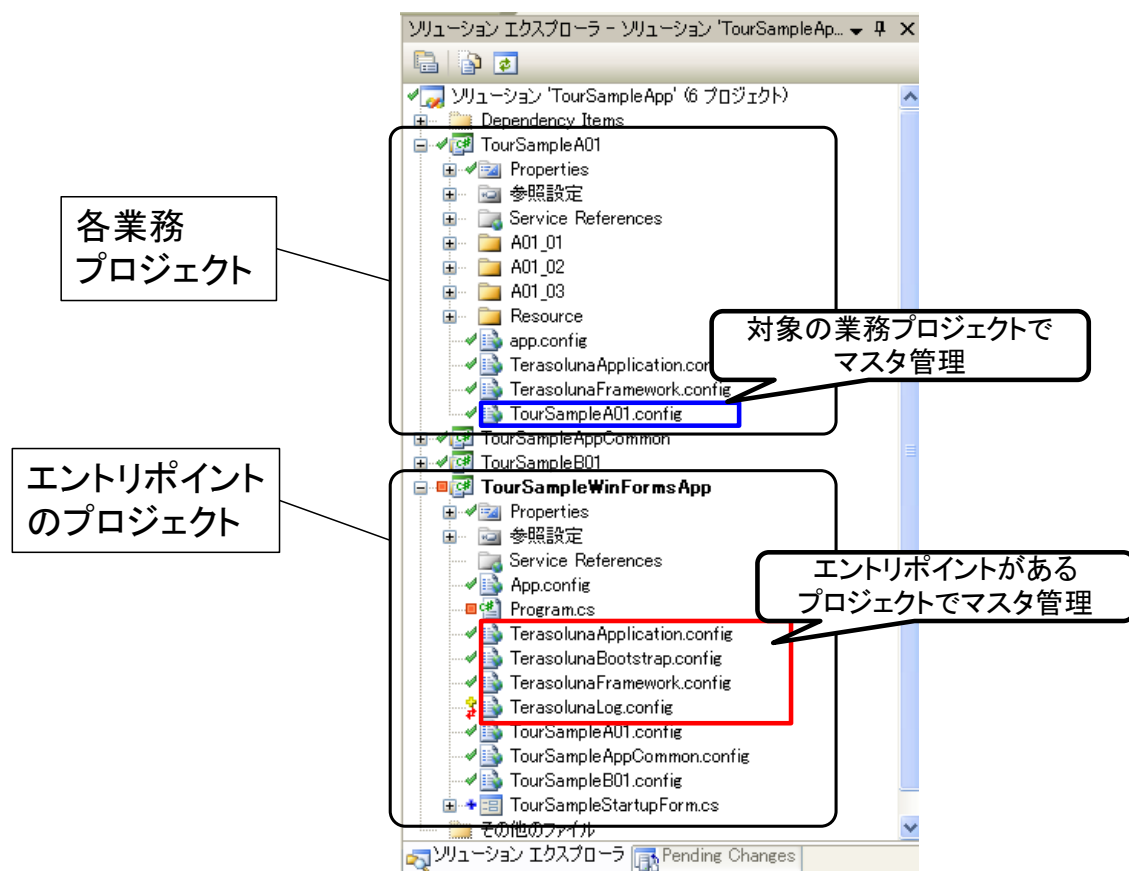 ソリューション エクスプローラ - ソリューション 'TourSampleAp...
ソリューション 'TourSampleApp' (6 プロジェクト)
Dependency Items
TourSampleA01
Properties
参照設定
Service References
A01_01
A01_02
A01_03
Resource
app.config
TerasolunaApplication.con
TerasolunaFramework.config
TourSampleA01.config
各業務
プロジェクト
対象の業務プロジェクトで
マスタ管理
TourSampleAppCommon
TourSampleB01
TourSampleWinFormsApp
Properties
参照設定
Service References
App.config
Program.cs
TerasolunaApplication.config
TerasolunaBootstrap.config
TerasolunaFramework.config
TerasolunaLog.config
TourSampleA01.config
TourSampleAppCommon.config
TourSampleB01.config
TourSampleStartupForm.cs
エントリポイント
のプロジェクト
エントリポイントがある
プロジェクトでマスタ管理
その他のファイル
ソリューション エクスプローラ
Pending Changes